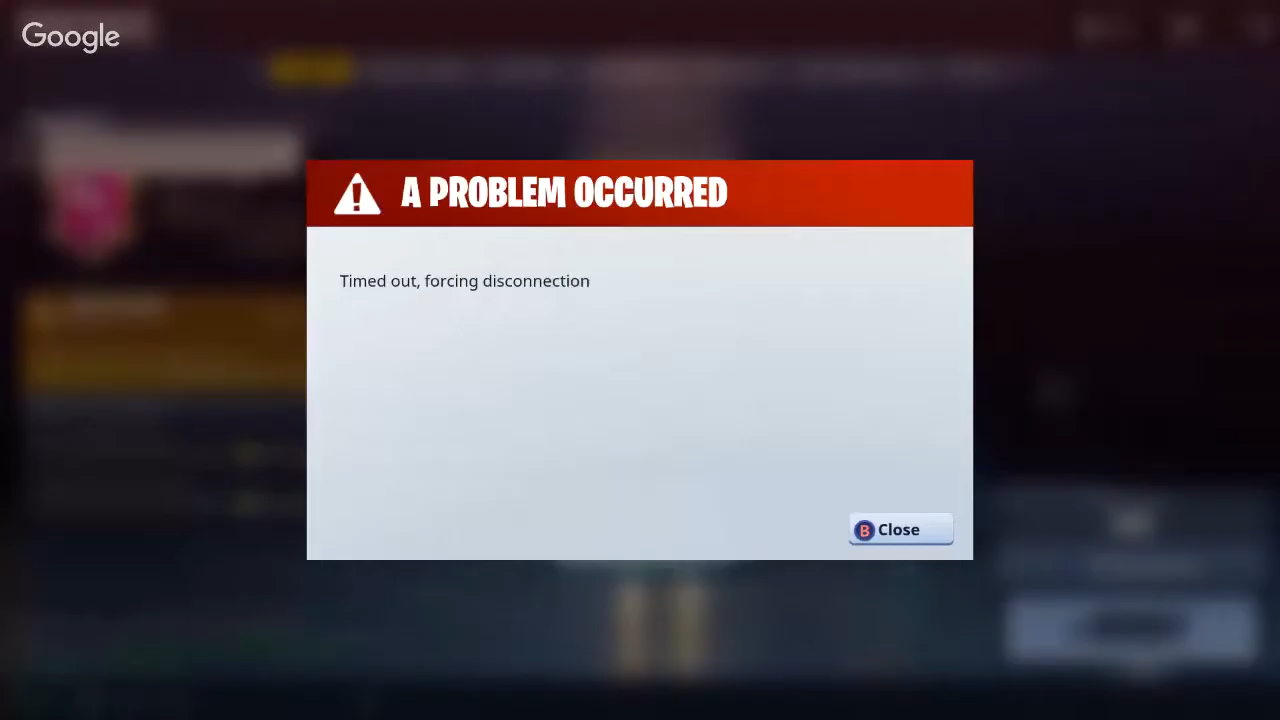 Google
A PROBLEM OCCURRED
Timed out, forcing disconnection
B Close